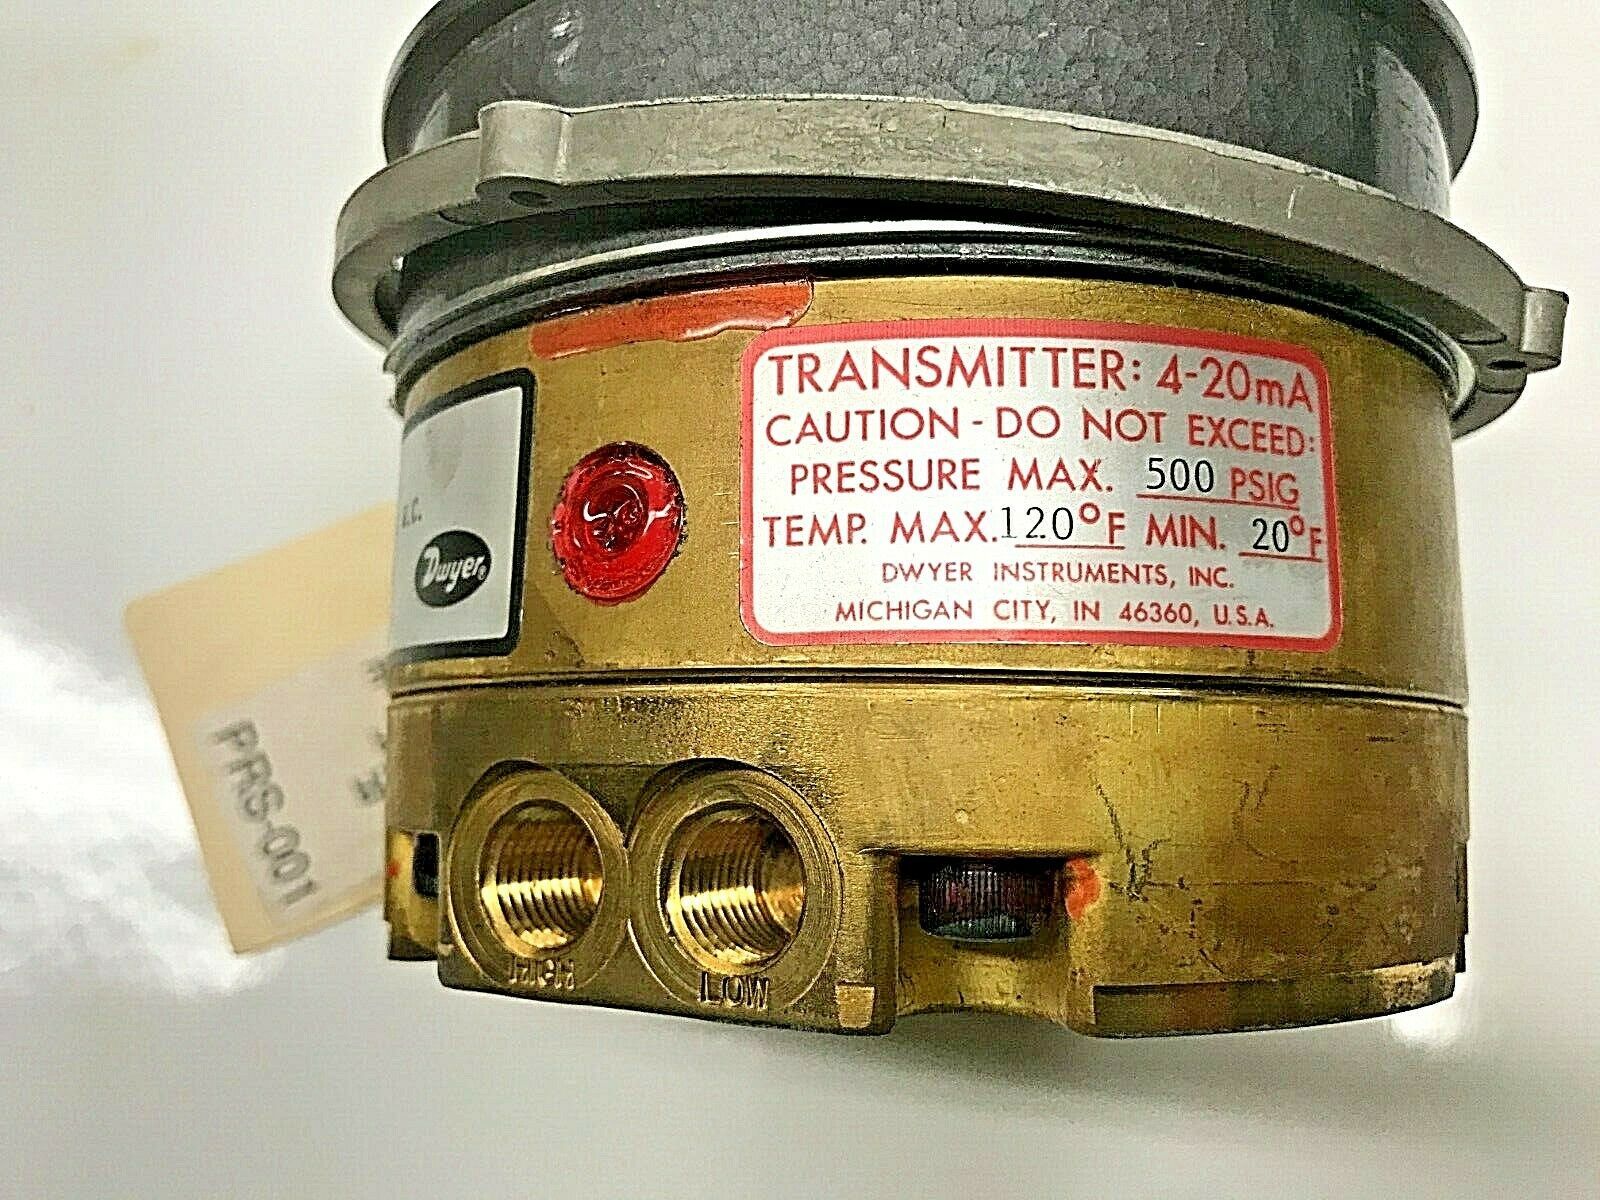 TRANSMITTER: 4-20mA
CAUTION - DO NOT EXCEED:
PRESSURE MAX. 500 PSIG
TEMP. MAX. 120°F MIN. 20°F
DWYER INSTRUMENTS, INC.
MICHIGAN CITY, IN 46360, U.S.A.
Dwyer®
PRS-001
HIGH
LOW